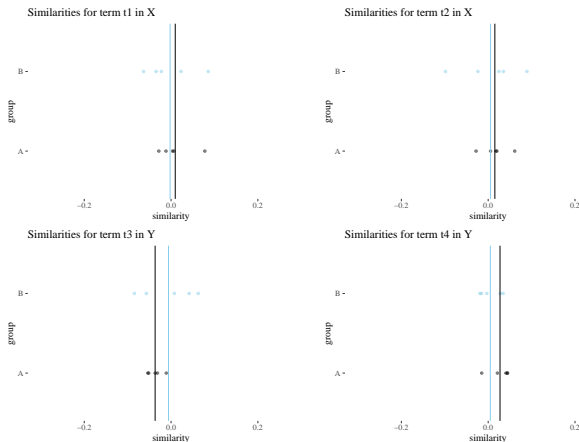 Similarities for term t1 in X
B
A
group
−0.2 0.0 0.2
similarity
Similarities for term t2 in X
B
A
group
−0.2 0.0 0.2
similarity
Similarities for term t3 in Y
B
A
group
−0.2 0.0 0.2
similarity
Similarities for term t4 in Y
B
A
group
−0.2 0.0 0.2
similarity